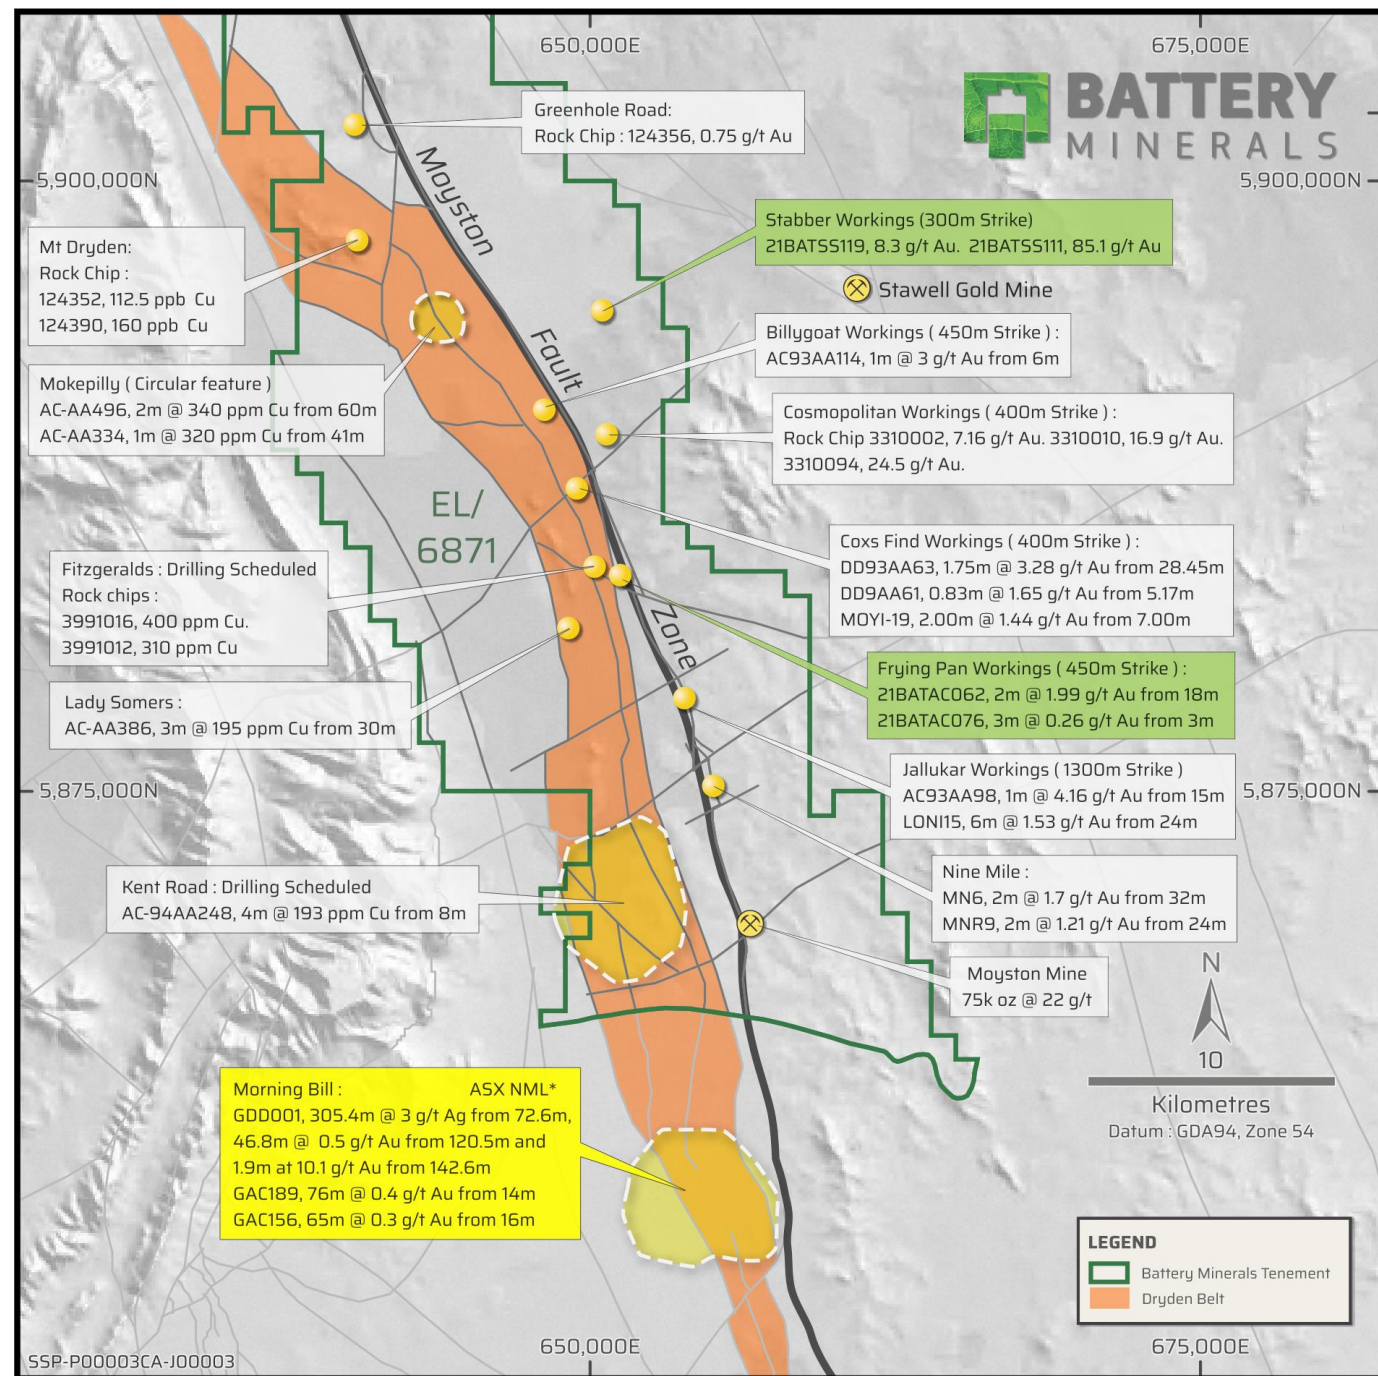 650,000E
675,000E
BATTERY
MINERALS
Greenhole Road:
Rock Chip : 124356, 0.75 g/t Au
Moyston
5,900,000N
5,900,000N
Stabber Workings (300m Strike)
21BATSS119, 8.3 g/t Au. 21BATSS111, 85.1 g/t Au
Mt Dryden:
Rock Chip :
124352, 112.5 ppb Cu
124390, 160 ppb Cu
Stawell Gold Mine
Billygoat Workings ( 450m Strike ) :
AC93AA114, 1m @ 3 g/t Au from 6m
Fault
Mokepilly ( Circular feature )
AC-AA496, 2m @ 340 ppm Cu from 60m
AC-AA334, 1m @ 320 ppm Cu from 41m
Cosmopolitan Workings ( 400m Strike ) :
Rock Chip 3310002, 7.16 g/t Au. 3310010, 16.9 g/t Au.
3310094, 24.5 g/t Au.
EL/
6871
Coxs Find Workings ( 400m Strike ) :
DD93AA63, 1.75m @ 3.28 g/t Au from 28.45m
DD9AA61, 0.83m @ 1.65 g/t Au from 5.17m
MOYI-19, 2.00m @ 1.44 g/t Au from 7.00m
Fitzgeralds : Drilling Scheduled
Rock chips :
3991016, 400 ppm Cu.
3991012, 310 ppm Cu
Zone
Frying Pan Workings ( 450m Strike ) :
21BATAC062, 2m @ 1.99 g/t Au from 18m
21BATAC076, 3m @ 0.26 g/t Au from 3m
Lady Somers :
AC-AA386, 3m @ 195 ppm Cu from 30m
Jallukar Workings ( 1300m Strike )
AC93AA98, 1m @ 4.16 g/t Au from 15m
LONI15, 6m @ 1.53 g/t Au from 24m
5,875,000N
5,875,000N
Kent Road : Drilling Scheduled
AC-94AA248, 4m @ 193 ppm Cu from 8m
Nine Mile :
MN6, 2m @ 1.7 g/t Au from 32m
MNR9, 2m @ 1.21 g/t Au from 24m
Moyston Mine
75k oz @ 22 g/t
N
10
Kilometres
Datum : GDA94, Zone 54
Morning Bill : ASX NML*
GDD001, 305.4m @ 3 g/t Ag from 72.6m,
46.8m @ 0.5 g/t Au from 120.5m and
1.9m at 10.1 g/t Au from 142.6m
GAC189, 76m @ 0.4 g/t Au from 14m
GAC156, 65m @ 0.3 g/t Au from 16m
LEGEND
Battery Minerals Tenement
Dryden Belt
650,000E
675,000E
SSP-P00003CA-J00003